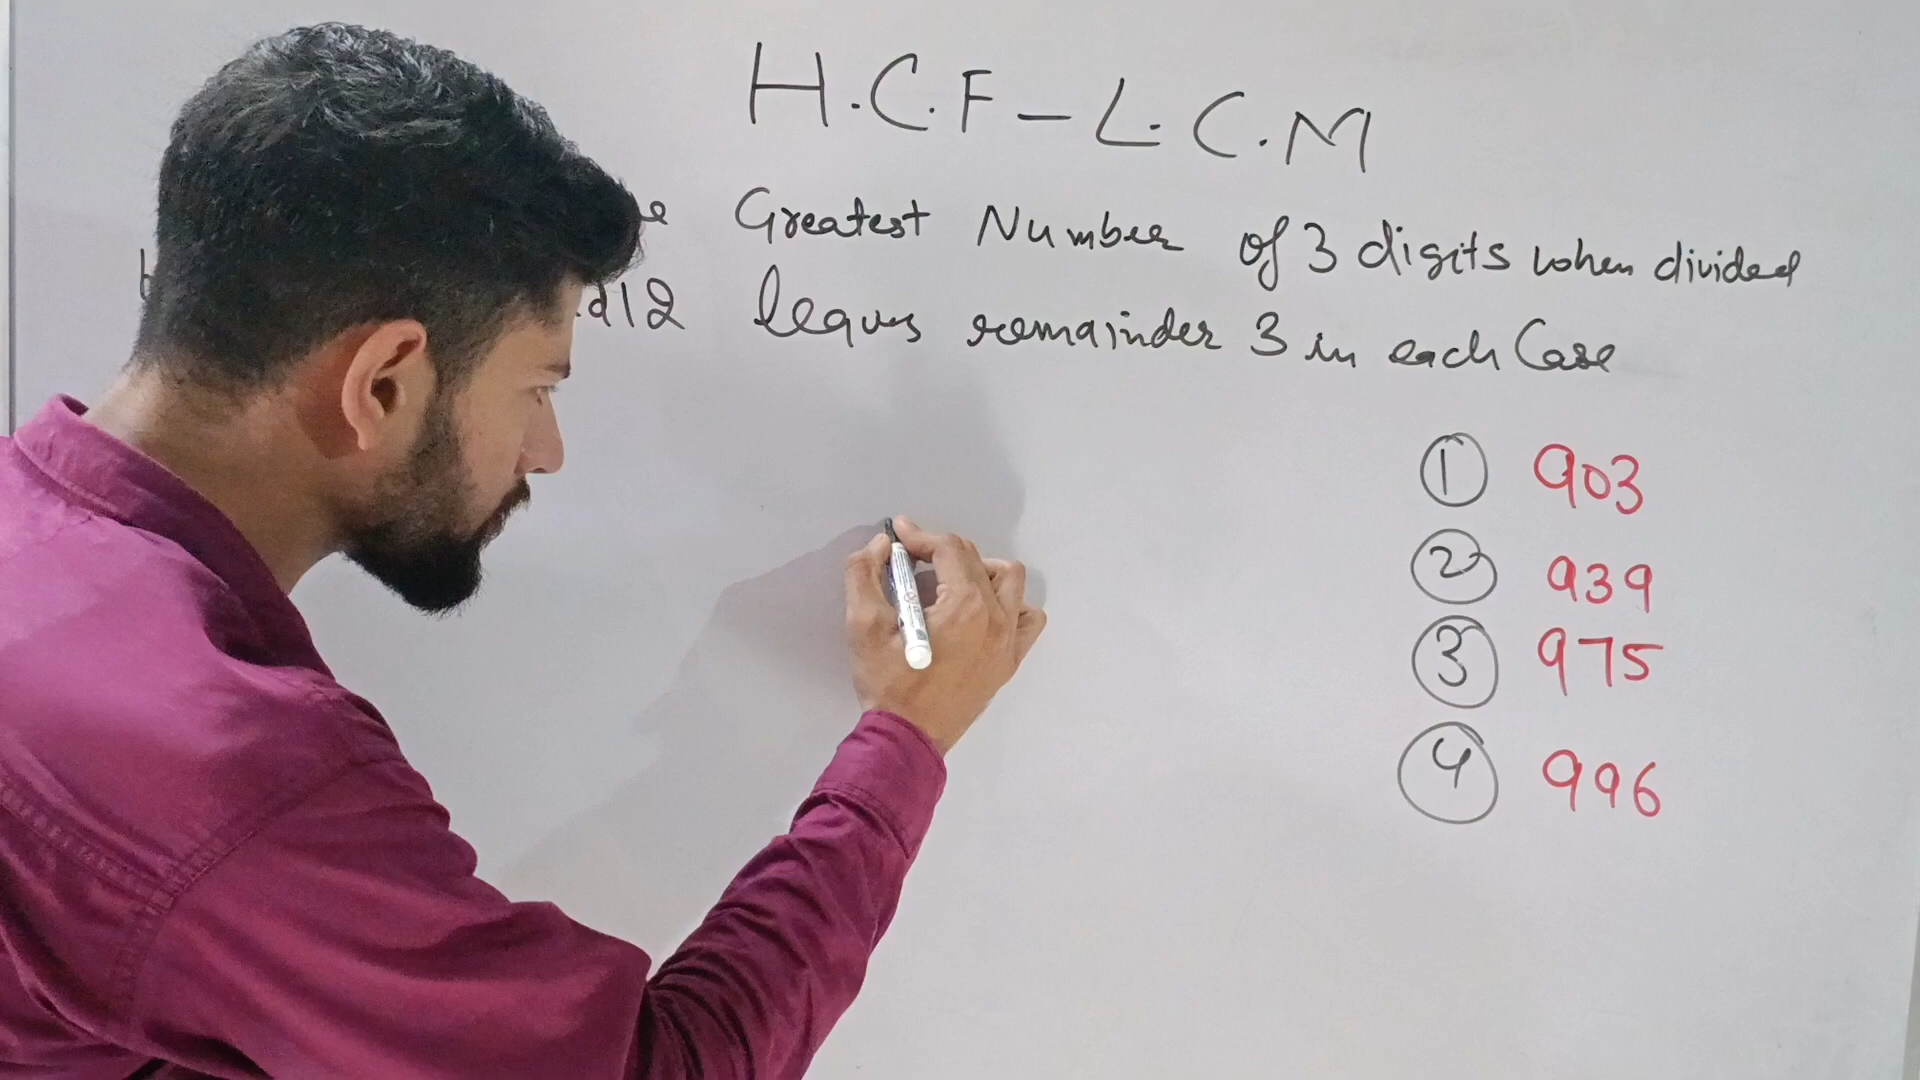 H.C.F - L.C.M
Greatest Number of 3 digits when divided
12 leaves remainder 3 in each Case
1 903
2 939
3 975
4 996